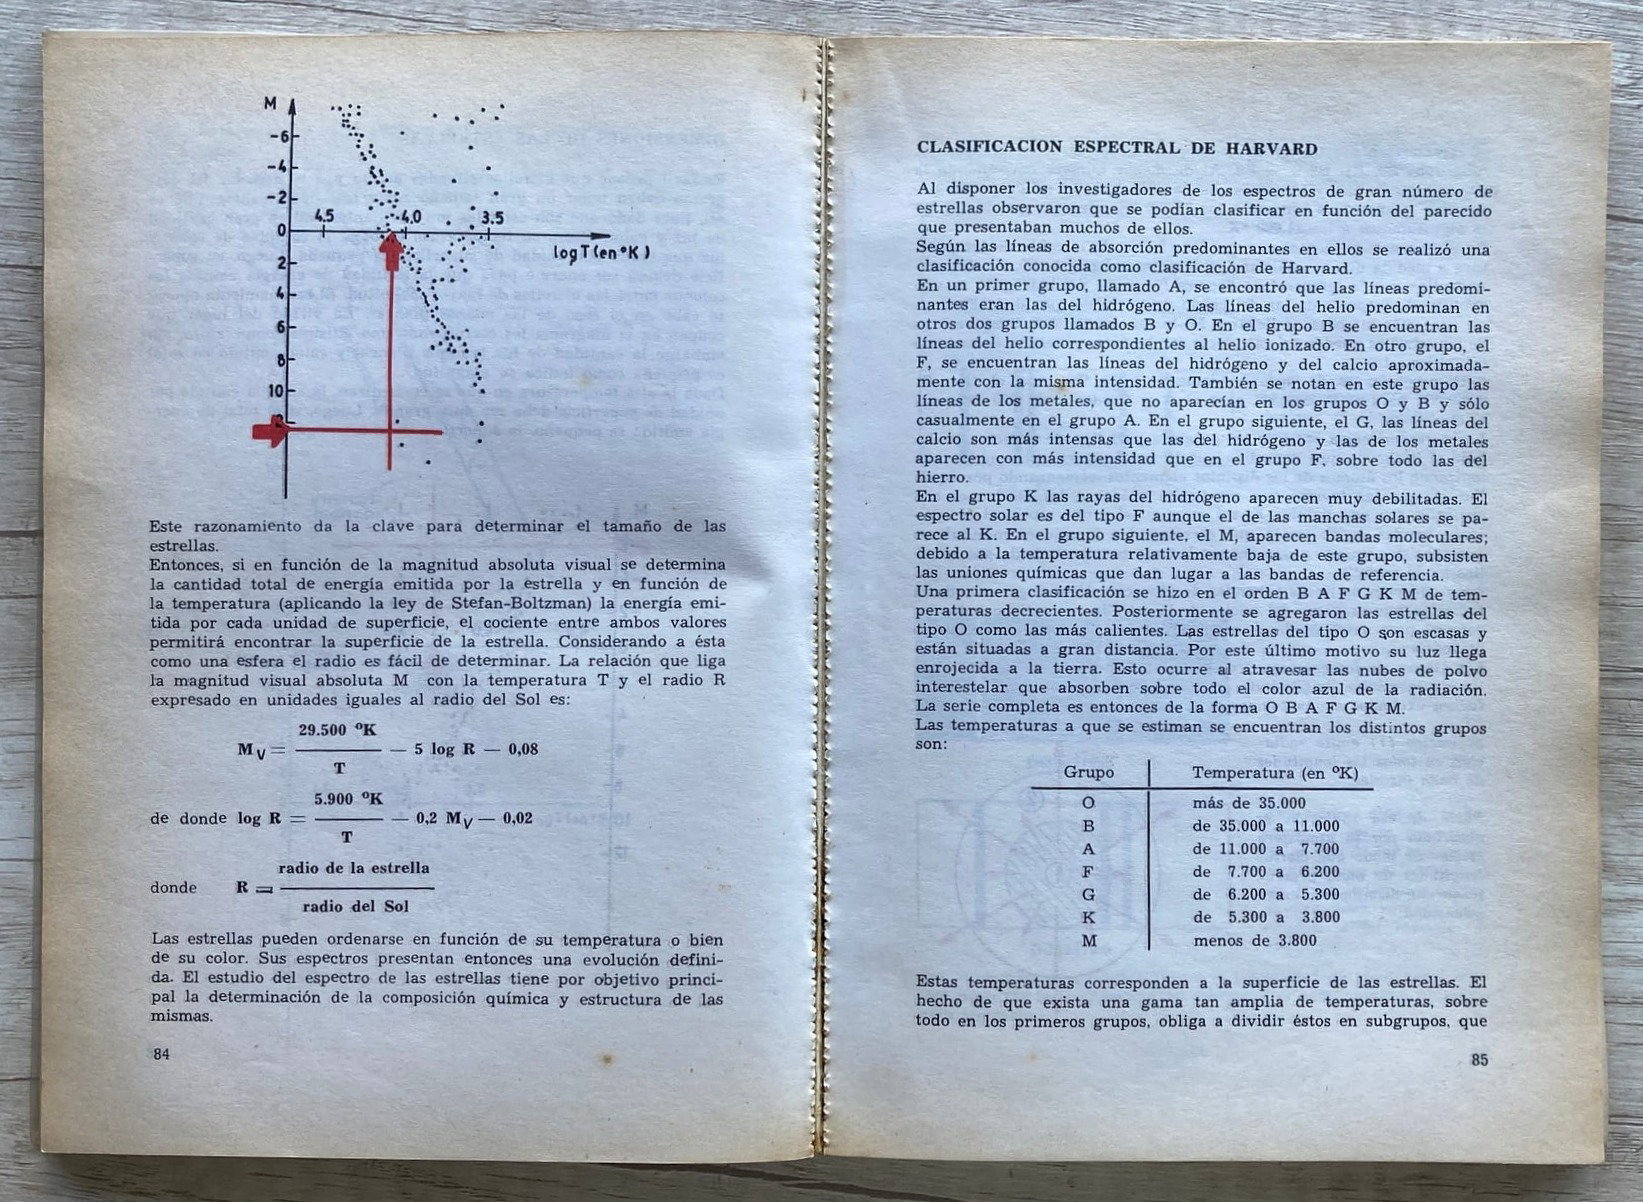 M
-6
-4
-2
4.5 4.0 3.5
0
log T (en °K)
2
4
6
8
10
Este razonamiento da la clave para determinar el tamaño de las
estrellas.
Entonces, si en función de la magnitud absoluta visual se determina
la cantidad total de energía emitida por la estrella y en función de
la temperatura (aplicando la ley de Stefan-Boltzman) la energía emi-
tida por cada unidad de superficie, el cociente entre ambos valores
permitirá encontrar la superficie de la estrella. Considerando a ésta
como una esfera el radio es fácil de determinar. La relación que liga
la magnitud visual absoluta M con la temperatura T y el radio R
expresado en unidades iguales al radio del Sol es:
29.500 ºK
M V = — 5 log R — 0,08
T
5.900 ºK
de donde log R = — 0,2 M V — 0,02
T
radio de la estrella
donde R =
radio del Sol
Las estrellas pueden ordenarse en función de su temperatura o bien
de su color. Sus espectros presentan entonces una evolución defini-
da. El estudio del espectro de las estrellas tiene por objetivo princi-
pal la determinación de la composición química y estructura de las
mismas.
84
CLASIFICACION ESPECTRAL DE HARVARD
Al disponer los investigadores de los espectros de gran número de
estrellas observaron que se podían clasificar en función del parecido
que presentaban muchos de ellos.
Según las líneas de absorción predominantes en ellos se realizó una
clasificación conocida como clasificación de Harvard.
En un primer grupo, llamado A, se encontró que las líneas predomi-
nantes eran las del hidrógeno. Las líneas del helio predominan en
otros dos grupos llamados B y O. En el grupo B se encuentran las
líneas del helio correspondientes al helio ionizado. En otro grupo, el
F, se encuentran las líneas del hidrógeno y del calcio aproximada-
mente con la misma intensidad. También se notan en este grupo las
líneas de los metales, que no aparecían en los grupos O y B y sólo
casualmente en el grupo A. En el grupo siguiente, el G, las líneas del
calcio son más intensas que las del hidrógeno y las de los metales
aparecen con más intensidad que en el grupo F, sobre todo las del
hierro.
En el grupo K las rayas del hidrógeno aparecen muy debilitadas. El
espectro solar es del tipo F aunque el de las manchas solares se pa-
rece al K. En el grupo siguiente, el M, aparecen bandas moleculares;
debido a la temperatura relativamente baja de este grupo, subsisten
las uniones químicas que dan lugar a las bandas de referencia.
Una primera clasificación se hizo en el orden B A F G K M de tem-
peraturas decrecientes. Posteriormente se agregaron las estrellas del
tipo O como las más calientes. Las estrellas del tipo O son escasas y
están situadas a gran distancia. Por este último motivo su luz llega
enrojecida a la tierra. Esto ocurre al atravesar las nubes de polvo
interestelar que absorben sobre todo el color azul de la radiación.
La serie completa es entonces de la forma O B A F G K M.
Las temperaturas a que se estiman se encuentran los distintos grupos
son:
Grupo Temperatura (en ºK)
O más de 35.000
B de 35.000 a 11.000
A de 11.000 a 7.700
F de 7.700 a 6.200
G de 6.200 a 5.300
K de 5.300 a 3.800
M menos de 3.800
Estas temperaturas corresponden a la superficie de las estrellas. El
hecho de que exista una gama tan amplia de temperaturas, sobre
todo en los primeros grupos, obliga a dividir éstos en subgrupos, que
85